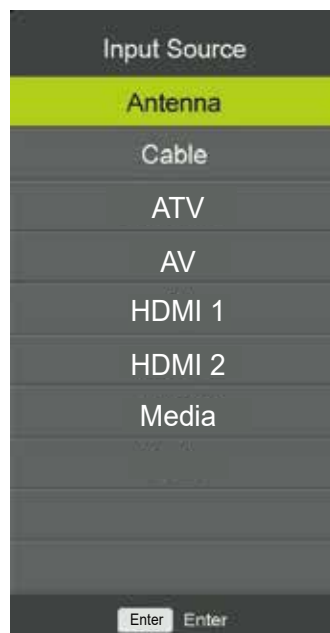 Input Source
Antenna
Cable
ATV
AV
HDMI 1
HDMI 2
Media
Enter Enter